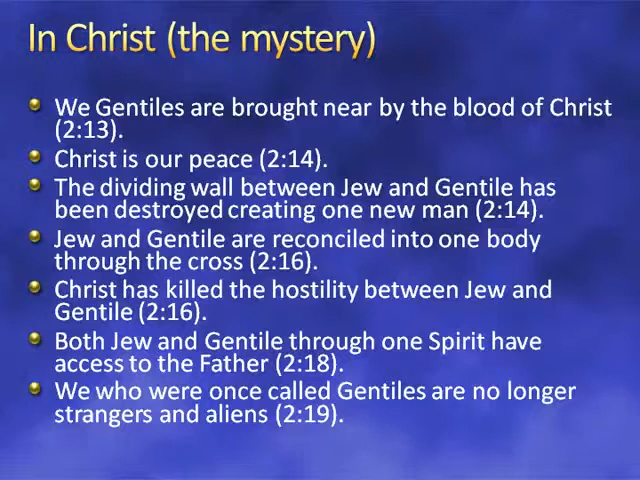 In Christ (the mystery)
We Gentiles are brought near by the blood of Christ
(2:13).
Christ is our peace (2:14).
The dividing wall between Jew and Gentile has
been destroyed creating one new man (2:14).
Jew and Gentile are reconciled into one body
through the cross (2:16).
Christ has killed the hostility between Jew and
Gentile (2:16).
Both Jew and Gentile through one Spirit have
access to the Father (2:18).
We who were once called Gentiles are no longer
strangers and aliens (2:19).